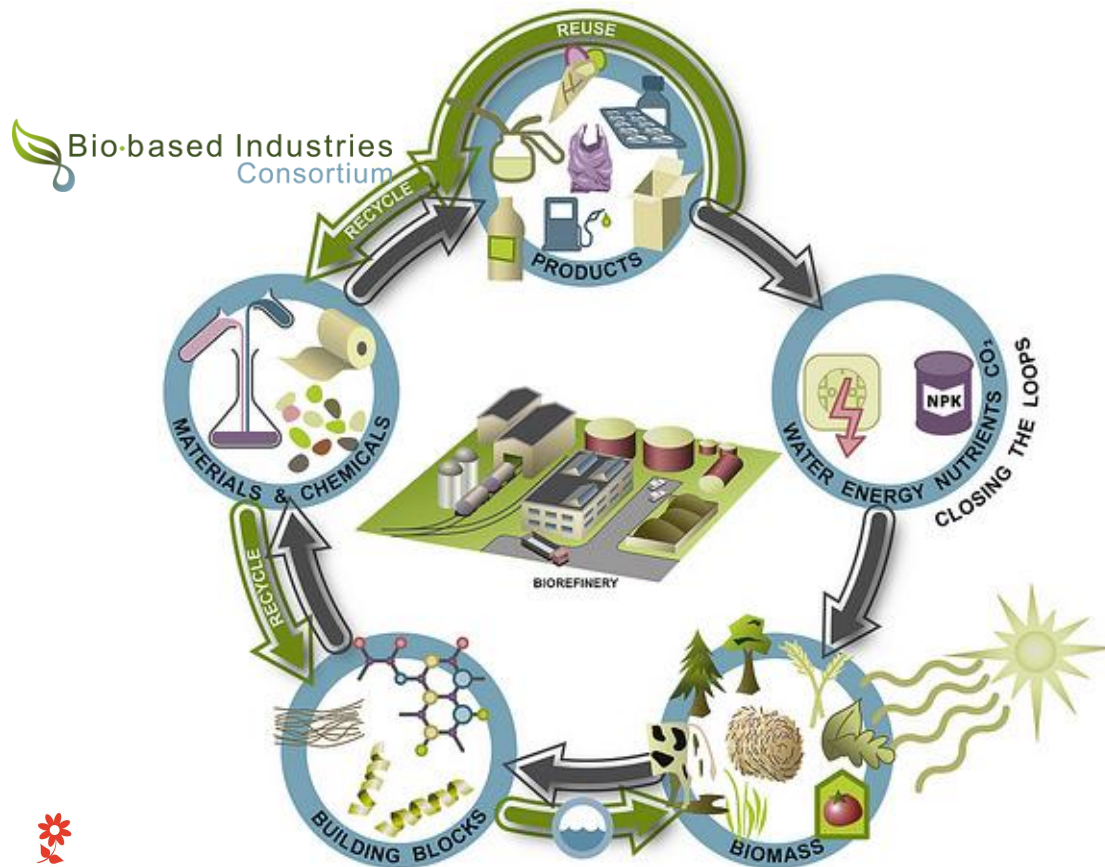 REUSE
Bio·based Industries
Consortium
RECYCLE
PRODUCTS
MATERIALS & CHEMICALS
NPK
WATER ENERGY NUTRIENTS CO₂
CLOSING THE LOOPS
BIOREFINERY
RECYCLE
BUILDING BLOCKS
BIOMASS